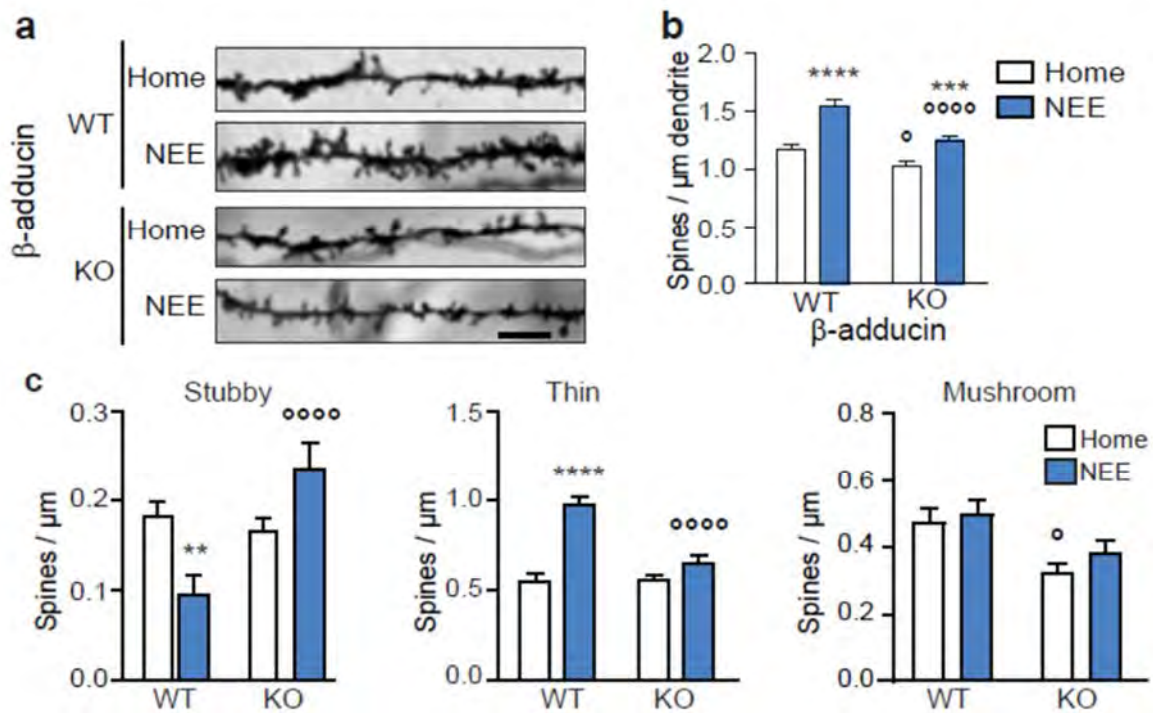 a
β-adducin
WT
Home
NEE
KO
Home
NEE
b
Spines / µm dendrite
2.0
1.5
1.0
0.5
0.0
****
***
°°°°
°
WT KO
β-adducin
Home
NEE
c
Stubby
Spines / µm
0.3
0.2
0.1
0.0
**
°°°°
WT KO
Thin
Spines / µm
1.5
1.0
0.5
0.0
****
°°°°
WT KO
Mushroom
Spines / µm
0.8
0.6
0.4
0.2
0.0
°
Home
NEE
WT KO